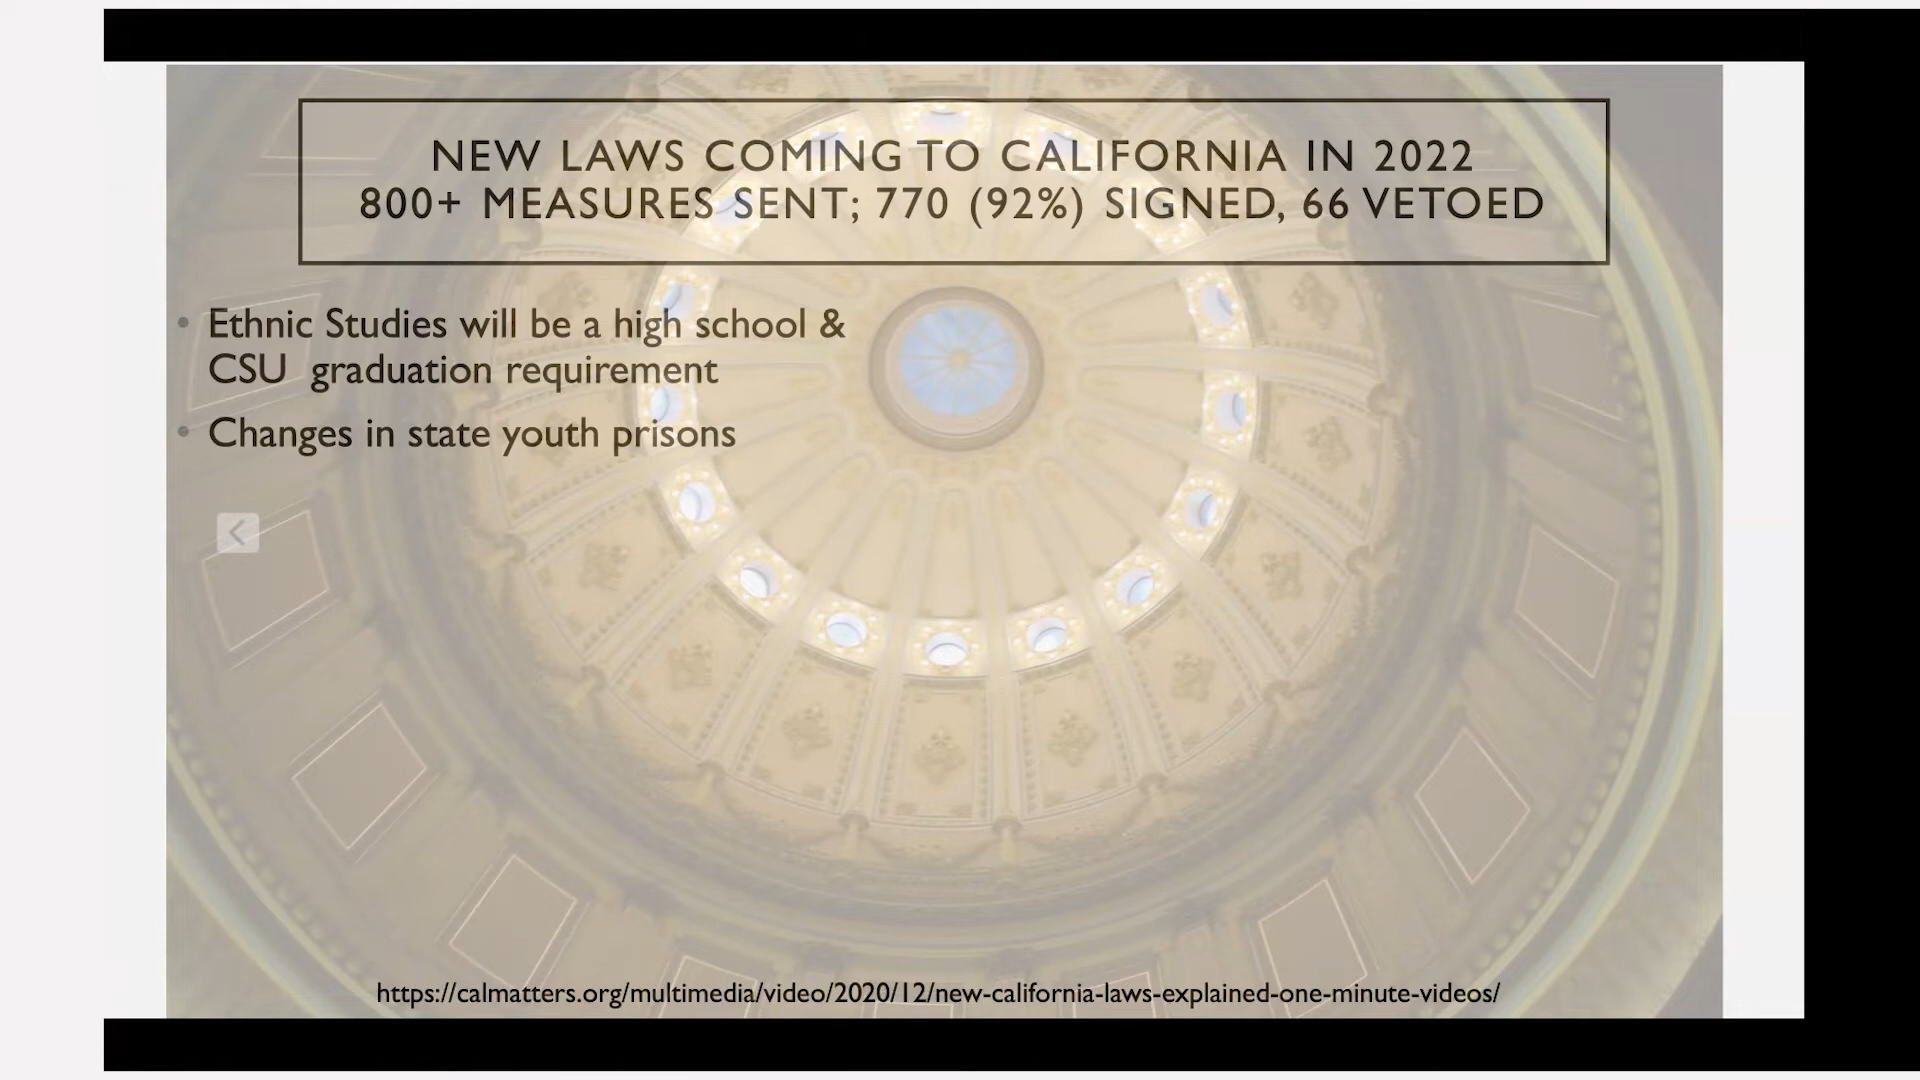 NEW LAWS COMING TO CALIFORNIA IN 2022
800+ MEASURES SENT; 770 (92%) SIGNED, 66 VETOED
• Ethnic Studies will be a high school &
CSU graduation requirement
• Changes in state youth prisons
https://calmatters.org/multimedia/video/2020/12/new-california-laws-explained-one-minute-videos/